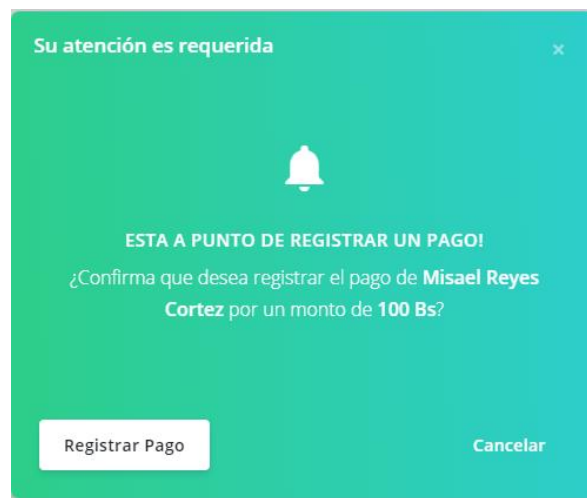 Su atención es requerida
×
ESTA A PUNTO DE REGISTRAR UN PAGO!
¿Confirma que desea registrar el pago de Misael Reyes
Cortez por un monto de 100 Bs?
Registrar Pago
Cancelar